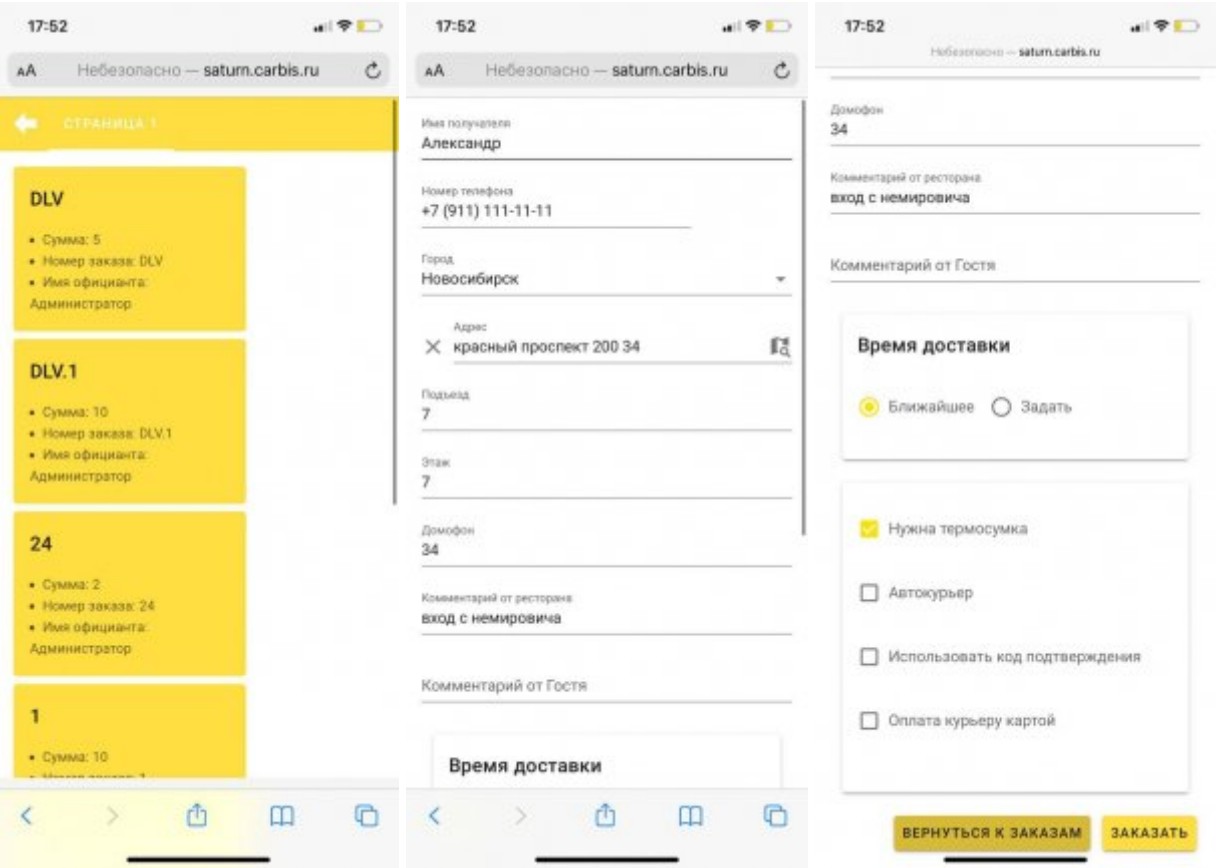 17:52
AA Небезопасно — saturn.carbis.ru
СТРАНИЦА 1
DLV
• Сумма: 5
• Номер заказа: DLV
• Имя официанта:
Администратор
DLV.1
• Сумма: 10
• Номер заказа: DLV.1
• Имя официанта:
Администратор
24
• Сумма: 2
• Номер заказа: 24
• Имя официанта:
Администратор
1
• Сумма: 10
• Номер заказа: 1
17:52
AA Небезопасно — saturn.carbis.ru
Имя получателя
Александр
Номер телефона
+7 (911) 111-11-11
Город
Новосибирск
Адрес
красный проспект 200 34
Подъезд
7
Этаж
7
Домофон
34
Комментарий от ресторана
вход с немировича
Комментарий от Гостя
Время доставки
17:52
Небезопасно — saturn.carbis.ru
Домофон
34
Комментарий от ресторана
вход с немировича
Комментарий от Гостя
Время доставки
Ближайшее Задать
Нужна термосумка
Автокурьер
Использовать код подтверждения
Оплата курьеру картой
ВЕРНУТЬСЯ К ЗАКАЗАМ ЗАКАЗАТЬ